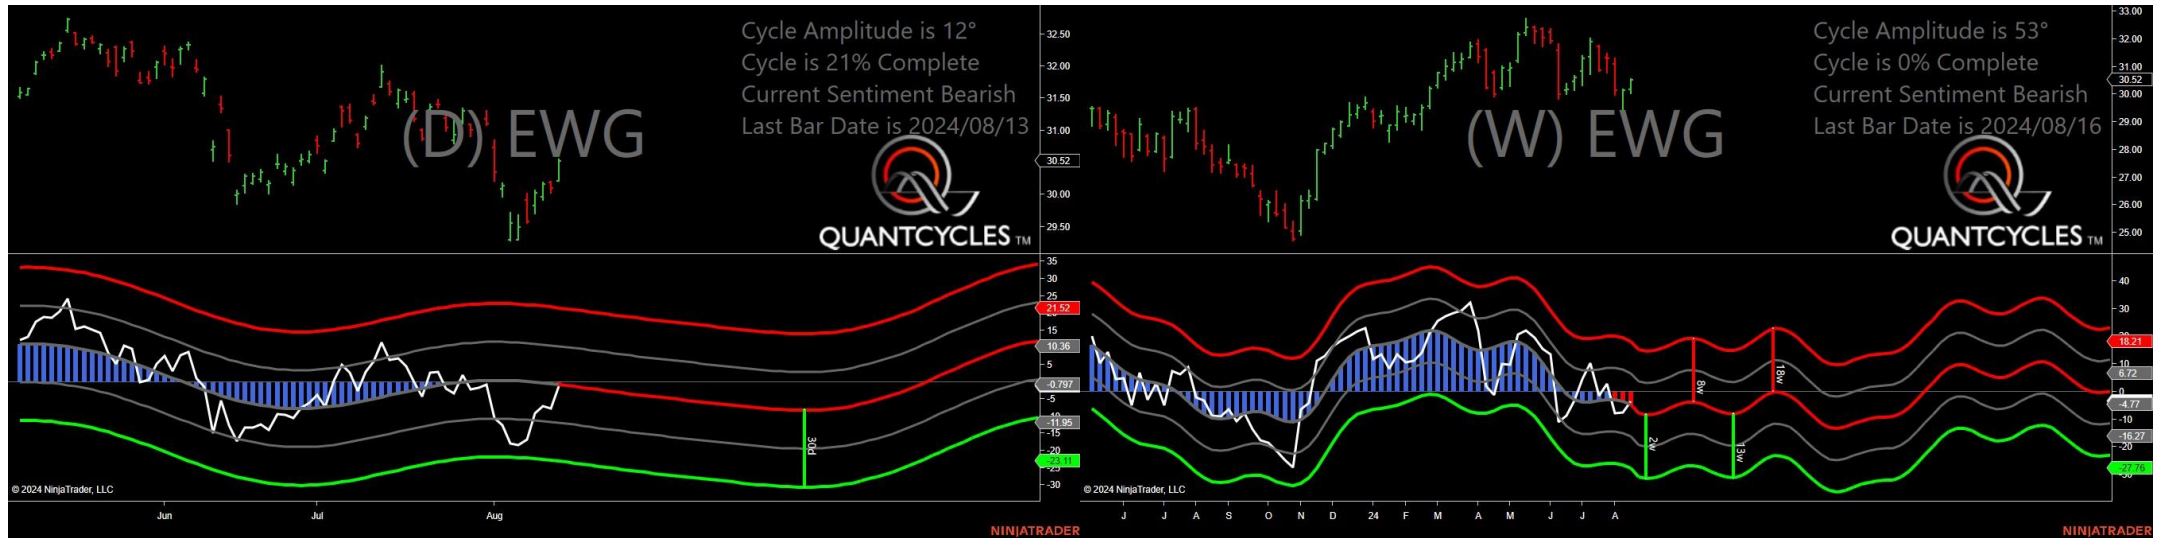 Cycle Amplitude is 12°
Cycle is 21% Complete
Current Sentiment Bearish
Last Bar Date is 2024/08/13
(D) EWG
QUANTCYCLES TM
32.50
32.00
31.50
31.00
30.52
30.00
29.50
35
30
25
21.52
15
10.36
5
-0.797
-5
-11.95
-15
-20
-23.11
-30
30d
© 2024 NinjaTrader, LLC
Jun
Jul
Aug
NINJATRADER
Cycle Amplitude is 53°
Cycle is 0% Complete
Current Sentiment Bearish
Last Bar Date is 2024/08/16
(W) EWG
QUANTCYCLES TM
33.00
32.00
31.00
30.52
30.00
29.00
28.00
27.00
26.00
25.00
40
30
18.21
10
6.72
0
-4.77
-10
-16.27
-20
-27.76
2w
8w
13w
18w
© 2024 NinjaTrader, LLC
J J A S O N D 24 F M A M J J A
NINJATRADER